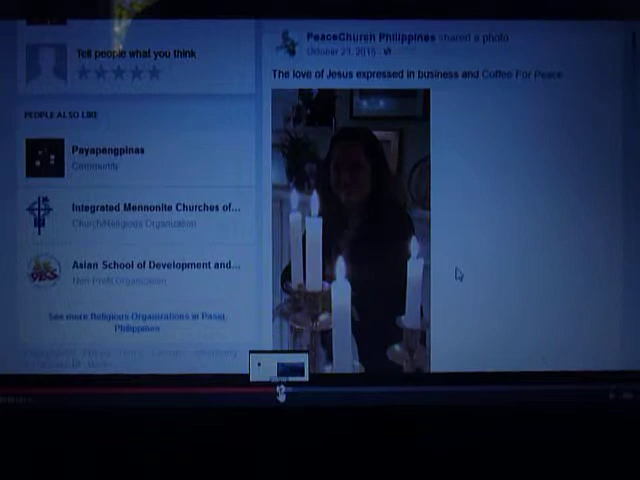 Tell people what you think
PEOPLE ALSO LIKE
Payapangpinas
Community
Integrated Mennonite Churches of...
Church/Religious Organization
Asian School of Development and...
Non-Profit Organization
See more Religious Organizations in Pasig,
Philippines
PeaceChurch Philippines shared a photo
October 23, 2015
The love of Jesus expressed in business and Coffee For Peace